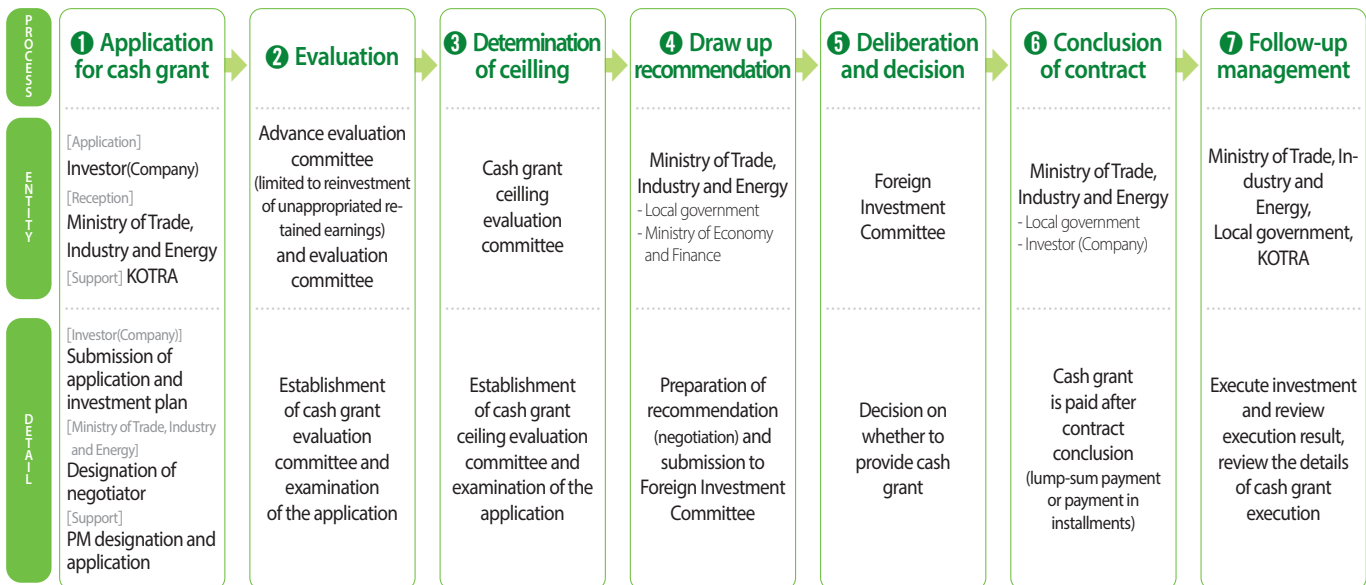 PROCESS
❶ Application
for cash grant
❷ Evaluation
❸ Determination
of ceilling
❹ Draw up
recommendation
❺ Deliberation
and decision
❻ Conclusion
of contract
❼ Follow-up
management
ENTITY
[Application]
Investor(Company)
[Reception]
Ministry of Trade,
Industry and Energy
[Support] KOTRA
Advance evaluation
committee
(limited to reinvestment
of unappropriated re-
tained earnings)
and evaluation
committee
Cash grant
ceilling
evaluation
committee
Ministry of Trade,
Industry and Energy
- Local government
- Ministry of Economy
and Finance
Foreign
Investment
Committee
Ministry of Trade,
Industry and Energy
- Local government
- Investor (Company)
Ministry of Trade, In-
dustry and
Energy,
Local government,
KOTRA
DETAIL
[Investor(Company)]
Submission of
application and
investment plan
[Ministry of Trade, Industry
and Energy]
Designation of
negotiator
[Support]
PM designation and
application
Establishment
of cash grant
evaluation
committee and
examination
of the application
Establishment
of cash grant
ceiling evaluation
committee and
examination of the
application
Preparation of
recommendation
(negotiation) and
submission to
Foreign Investment
Committee
Decision on
whether to
provide cash
grant
Cash grant
is paid after
contract
conclusion
(lump-sum payment
or payment in
installments)
Execute investment
and review
execution result,
review the details
of cash grant
execution